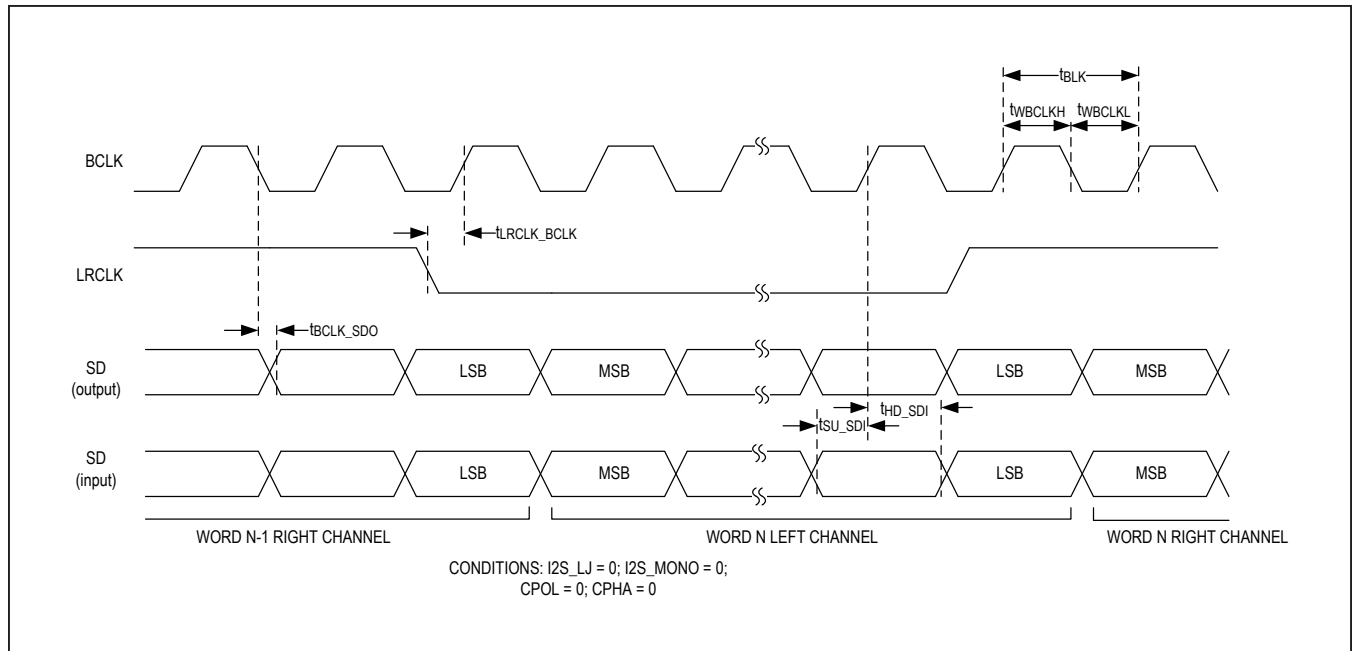 tBLK
tWBCLKH
tWBCLKL
BCLK
tLRCLK_BCLK
LRCLK
tBCLK_SDO
SD
(output)
LSB
MSB
LSB
MSB
tHD_SDI
tSU_SDI
SD
(input)
LSB
MSB
LSB
MSB
WORD N-1 RIGHT CHANNEL
WORD N LEFT CHANNEL
WORD N RIGHT CHANNEL
CONDITIONS: I2S_LJ = 0; I2S_MONO = 0;
CPOL = 0; CPHA = 0